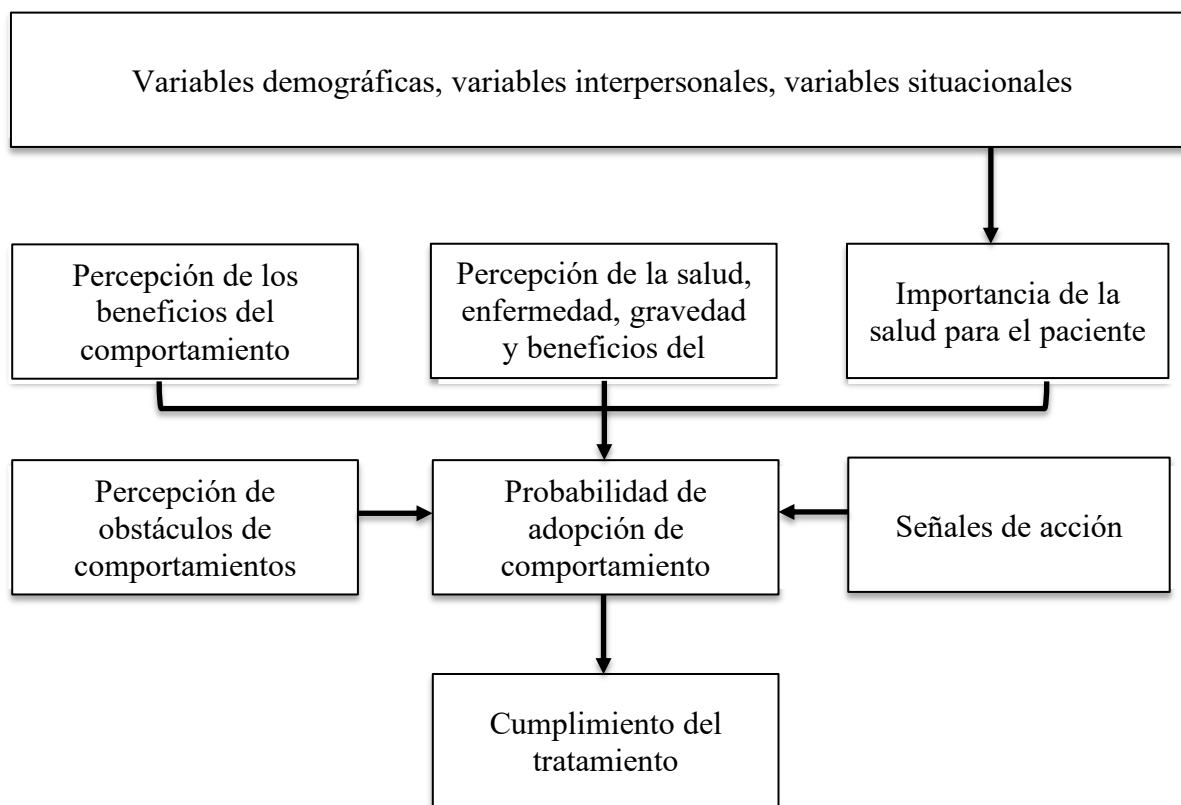 Variables demográficas, variables interpersonales, variables situacionales
Percepción de los
beneficios del
comportamiento
Percepción de la salud,
enfermedad, gravedad
y beneficios del
Importancia de la
salud para el paciente
Percepción de
obstáculos de
comportamientos
Probabilidad de
adopción de
comportamiento
Señales de acción
Cumplimiento del
tratamiento